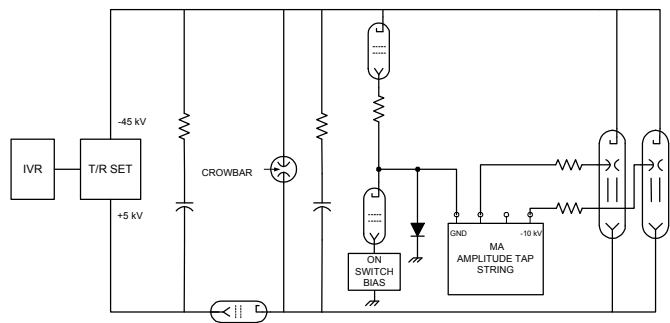 -45 kV
IVR
T/R SET
CROWBAR
+5 kV
GND
-10 kV
MA
AMPLITUDE TAP
STRING
ON
SWITCH
BIAS